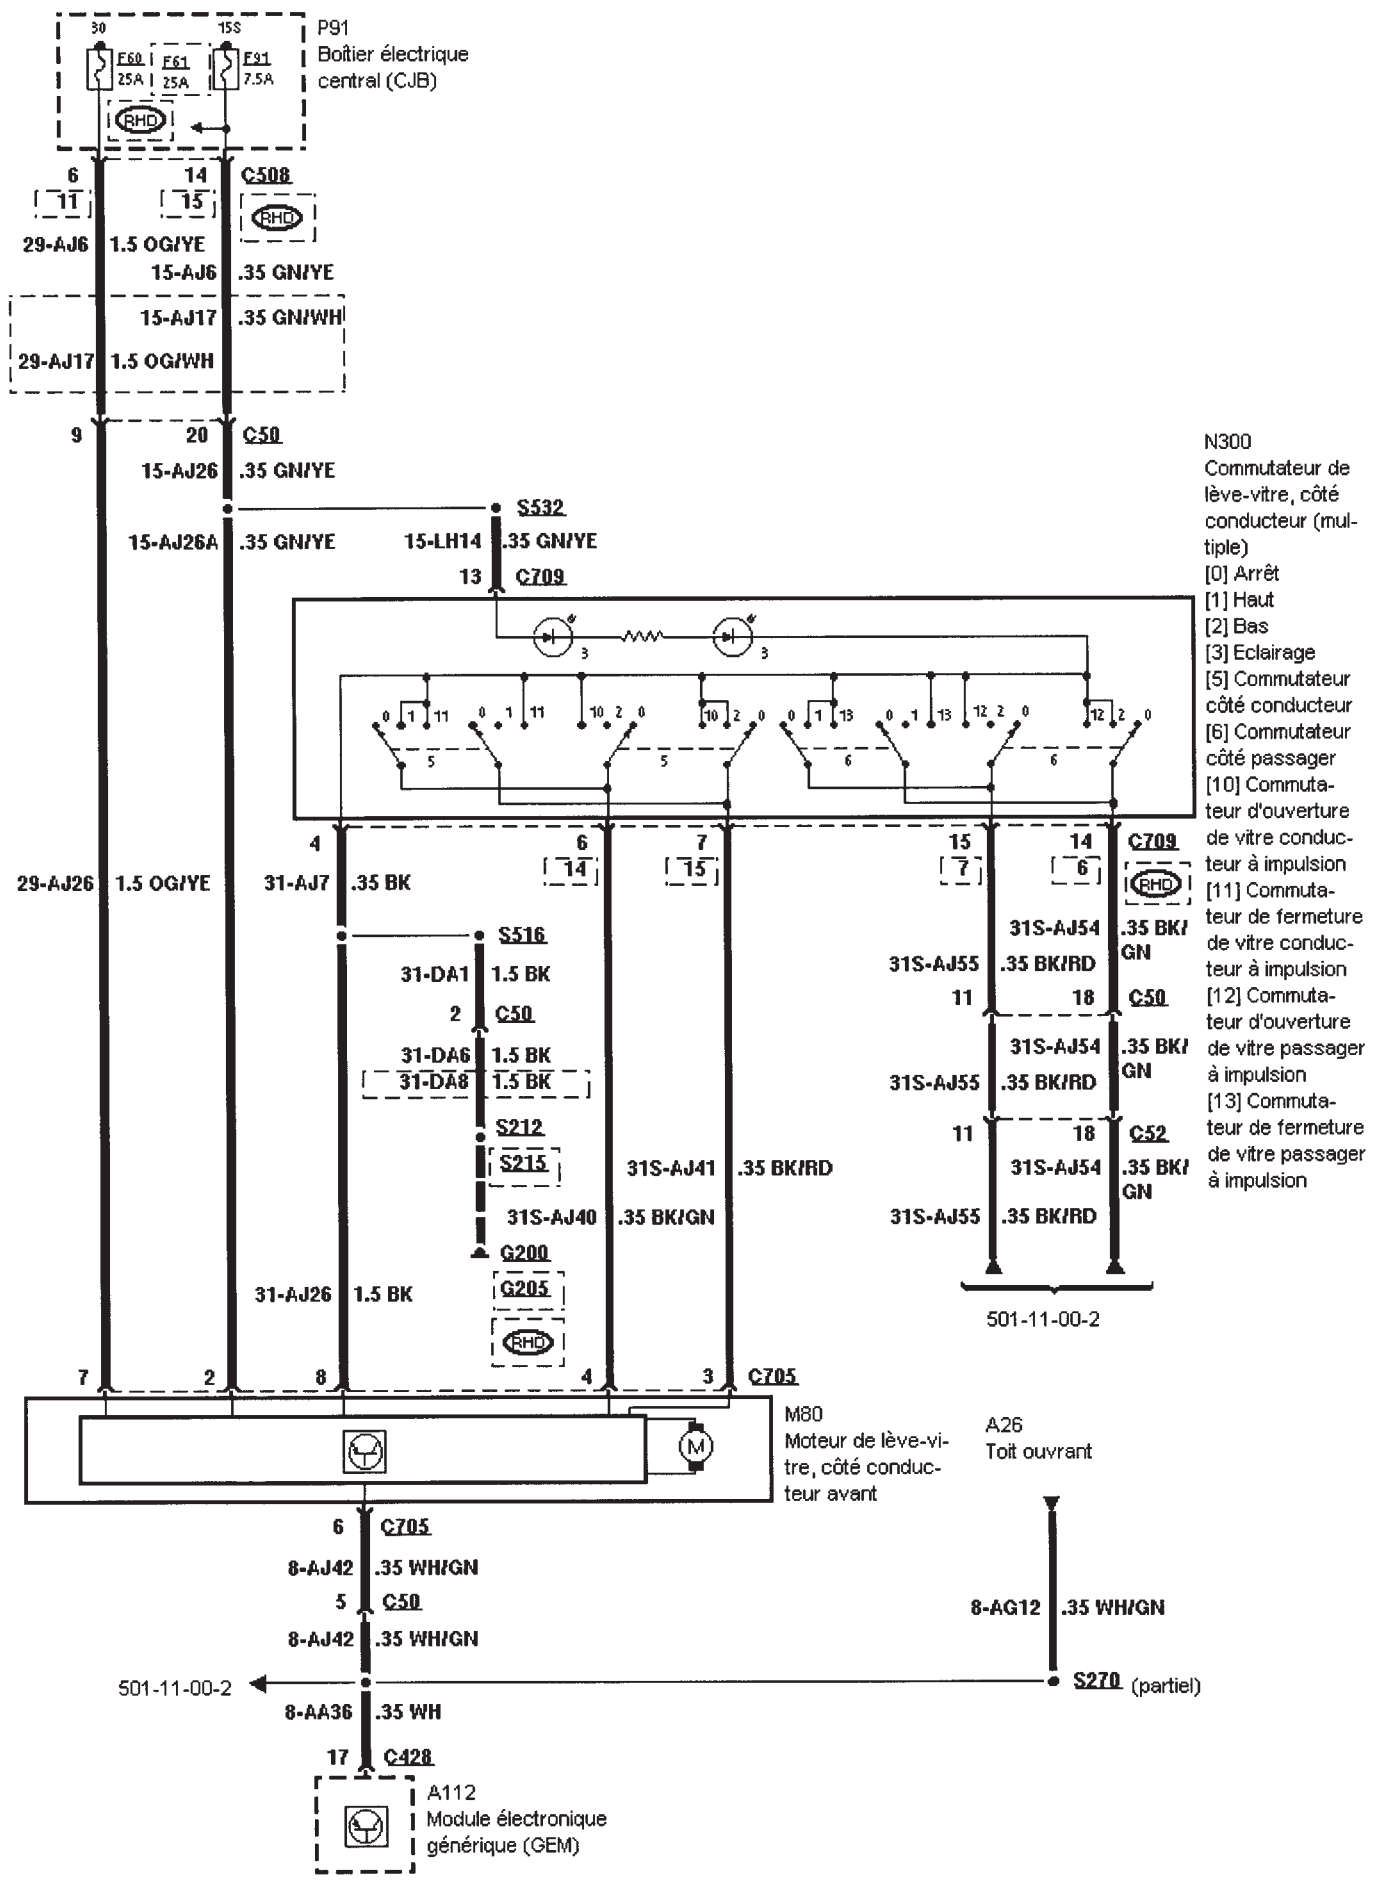 30 15S P91
F60 F61 F91 Boîtier électrique
25A 25A 7.5A central (CJB)
RHD
6 14 C508
11 15 RHD
29-AJ6 1.5 OG/YE
15-AJ6 .35 GN/YE
15-AJ17 .35 GN/WH
29-AJ17 1.5 OG/WH
9 20 C50
15-AJ26 .35 GN/YE
S532
15-AJ26A .35 GN/YE 15-LH14 .35 GN/YE
13 C709
N300
Commutateur de
lève-vitre, côté
conducteur (mul-
tiple)
[0] Arrêt
[1] Haut
[2] Bas
[3] Eclairage
[5] Commutateur
côté conducteur
[6] Commutateur
côté passager
[10] Commuta-
teur d'ouverture
de vitre conduc-
teur à impulsion
[11] Commuta-
teur de fermeture
de vitre conduc-
teur à impulsion
[12] Commuta-
teur d'ouverture
de vitre passager
à impulsion
[13] Commuta-
teur de fermeture
de vitre passager
à impulsion
3 3
0 1 11 0 1 11 10 2 0 10 2 0 1 13 0 1 13 12 2 0 12 2 0
5 5 6 6
4 6 7 15 14 C709
14 15 7 6 RHD
29-AJ26 1.5 OG/YE 31-AJ7 .35 BK
S516 31S-AJ54 .35 BK/
GN
31-DA1 1.5 BK 31S-AJ55 .35 BK/RD
2 C50 11 18 C50
31-DA6 1.5 BK 31S-AJ54 .35 BK/
GN
31-DA8 1.5 BK 31S-AJ55 .35 BK/RD
S212 11 18 C52
S215 31S-AJ41 .35 BK/RD 31S-AJ54 .35 BK/
GN
31S-AJ40 .35 BK/GN 31S-AJ55 .35 BK/RD
G200
31-AJ26 1.5 BK G205
RHD 501-11-00-2
7 2 8 4 3 C705
M80
Moteur de lève-vi-
tre, côté conduc-
teur avant
M
A26
Toit ouvrant
6 C705
8-AJ42 .35 WH/GN
5 C50 8-AG12 .35 WH/GN
8-AJ42 .35 WH/GN
501-11-00-2 S270 (partiel)
8-AA36 .35 WH
17 C428
A112
Module électronique
générique (GEM)